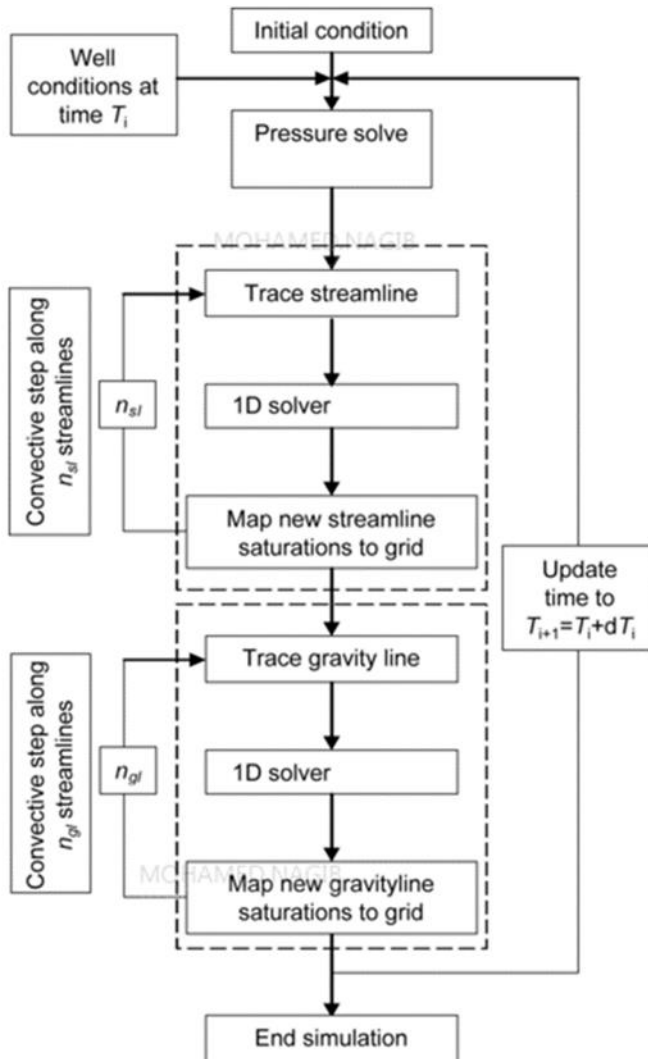 Initial condition
Well
conditions at
time Ti
Pressure solve
MOHAMED NAGIB
Trace streamline
Convective step along
nsl streamlines
nsl
1D solver
Map new streamline
saturations to grid
Update
time to
Ti+1=Ti+dTi
Trace gravity line
Convective step along
ngl streamlines
ngl
1D solver
MOHAMED NAGIB
Map new gravityline
saturations to grid
End simulation